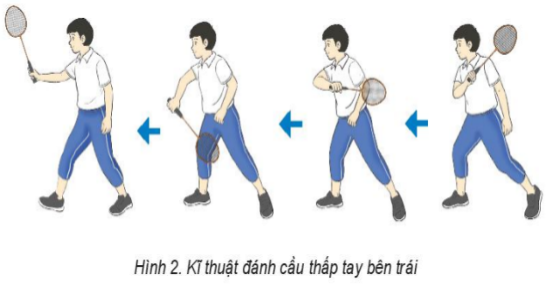 Hình 2. Kĩ thuật đánh cầu thấp tay bên trái